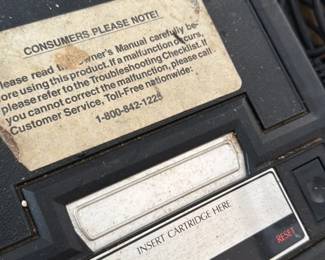 CONSUMERS PLEASE NOTE!
Please read Owner's Manual carefully be-
fore using this product. If a malfunction occurs,
please refer to the Troubleshooting Checklist. If
you cannot correct the malfunction, please call
Customer Service, Toll-Free nationwide:
1-800-842-1225
INSERT CARTRIDGE HERE
RESET